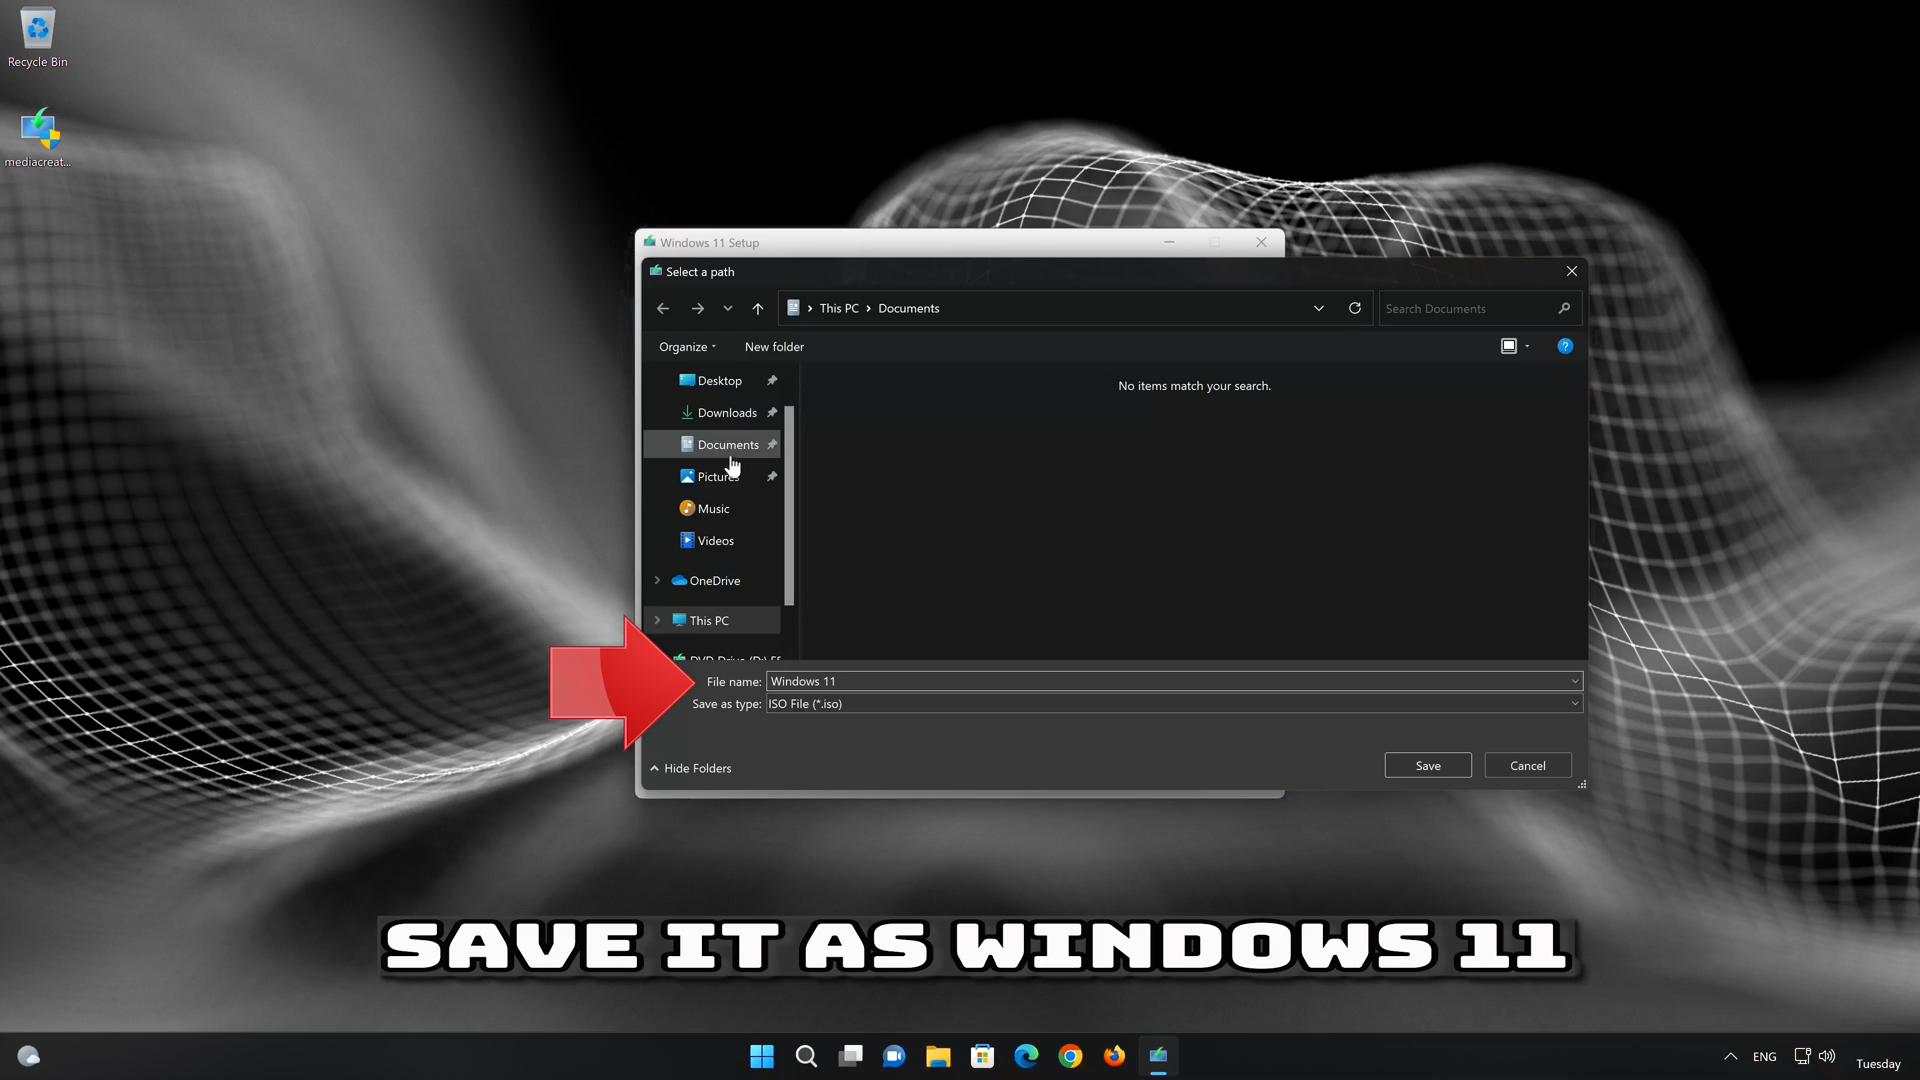 Recycle Bin
mediacreat...
Windows 11 Setup
Select a path
This PC
Documents
Search Documents
Organize
New folder
Desktop
Downloads
Documents
Pictures
Music
Videos
OneDrive
This PC
No items match your search.
File name: Windows 11
Save as type: ISO File (*.iso)
Hide Folders
Save
Cancel
SAVE IT AS WINDOWS 11
ENG
Tuesday